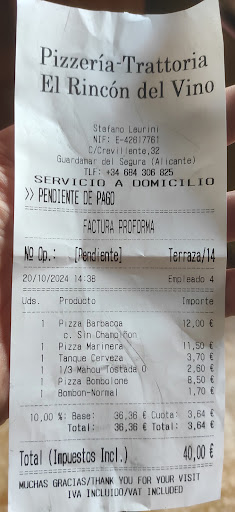 Pizzería-Trattoria
El Rincón del Vino
Stefano Laurini
NIF: E-42617761
C/Crevillente,32
Guardamar del Segura (Alicante)
TLF: +34 684 306 825
SERVICIO A DOMICILIO
>> PENDIENTE DE PAGO
FACTURA PROFORMA
Nº Op.: [Pendiente] Terraza/14
20/10/2024 14:38 Empleado 4
Uds. Producto Importe
1 Pizza Barbacoa 12,00 €
c. Sin Champiñon
1 Pizza Marinera 11,50 €
1 Tanque Cerveza 3,70 €
1 1/3 Mahou Tostada 0 2,60 €
1 Pizza Bombolone 8,50 €
1 Bombon-Normal 1,70 €
10,00 %: Base: 36,36 € Cuota: 3,64 €
Total: 36,36 € Total: 3,64 €
Total (Impuestos Incl.) 40,00 €
MUCHAS GRACIAS/THANK YOU FOR YOUR VISIT
IVA INCLUIDO/VAT INCLUDED